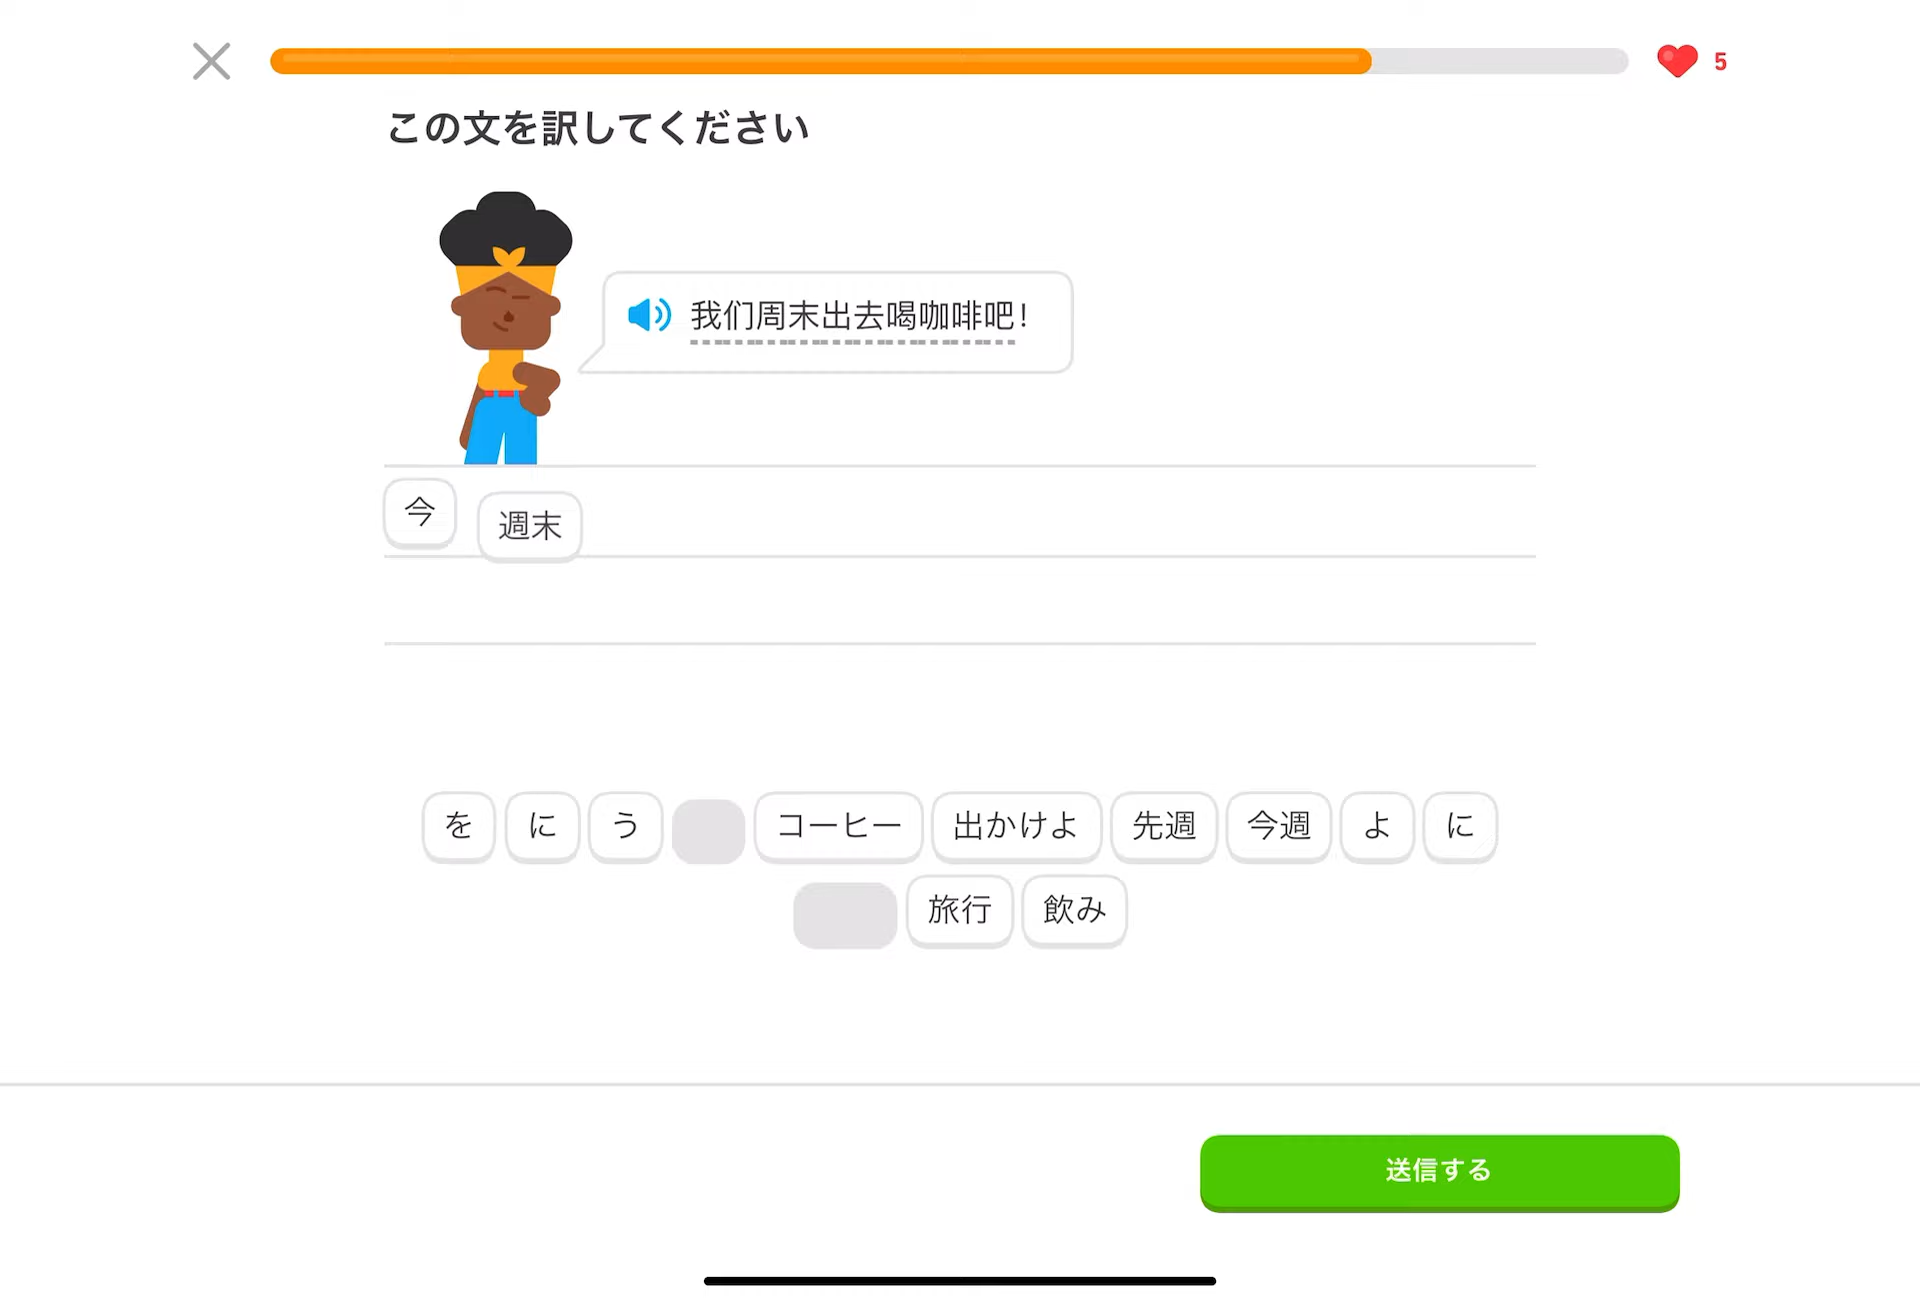 5
この文を訳してください
我们周末出去喝咖啡吧！
今 週末
を に う コーヒー 出かけよ 先週 今週 よ に
旅行 飲み
送信する